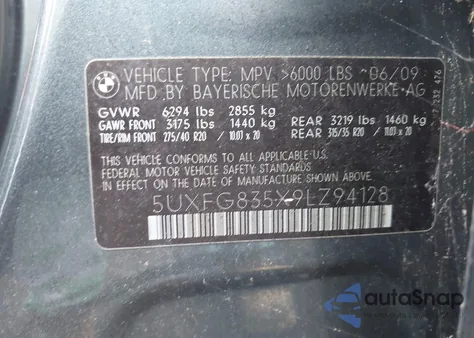 VEHICLE TYPE: MPV >6000 LBS - 06/09
MFD BY BAYERISCHE MOTORENWERKE-AG
GVWR 6294 lbs 2855 kg
GAWR FRONT 3175 lbs 1440 kg REAR 3219 lbs 1460 kg
TIRE/RIM FRONT 275/40 R20 / 10.0J x 20 REAR 315/35 R20 / 11.0J x 20
THIS VEHICLE CONFORMS TO ALL APPLICABLE
FEDERAL MOTOR VEHICLE SAFETY STANDARDS
IN EFFECT ON THE DATE OF MANUFACTURE SHOWN
ABOVE.
5UXFG835X9LZ94128
7 232 476
autoSnap